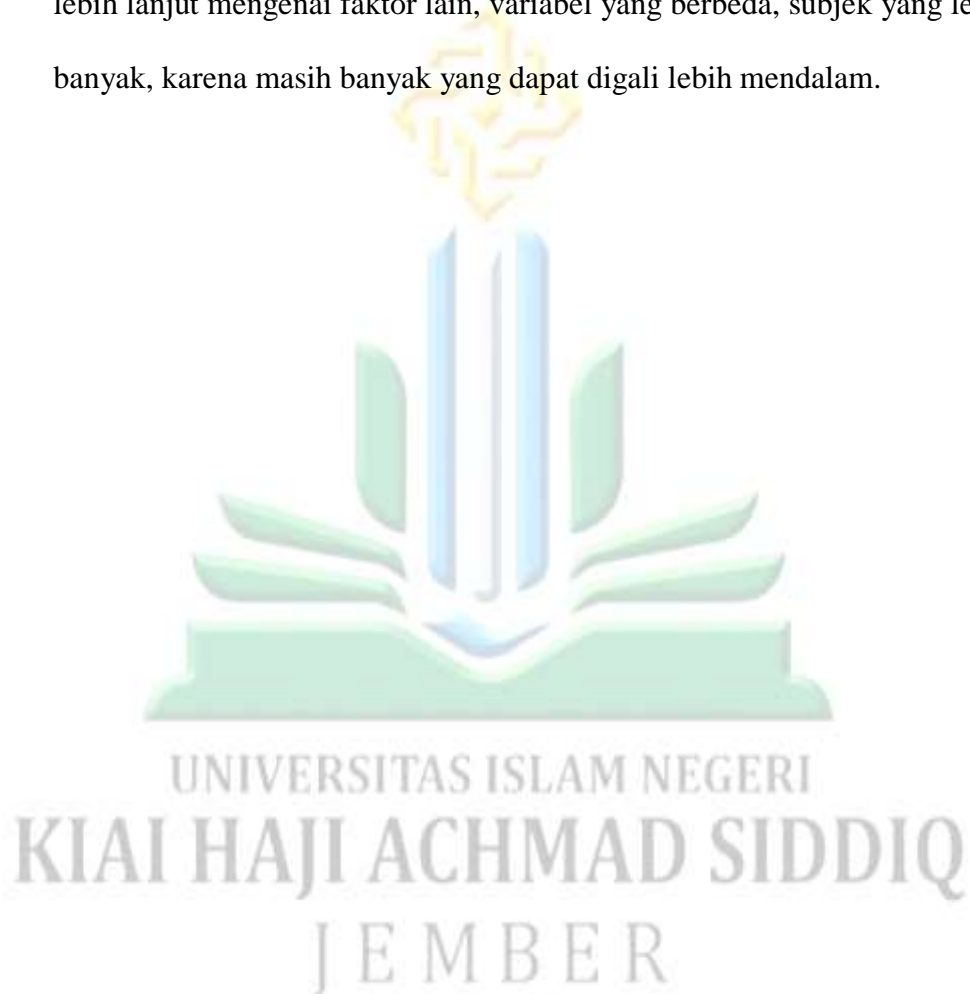 lebih lanjut mengenai faktor lain, variabel yang berbeda, subjek yang
banyak, karena masih banyak yang dapat digali lebih mendalam.
UNIVERSITAS ISLAM NEGERI
KIAI HAJI ACHMAD SIDDIQ
JEMBER